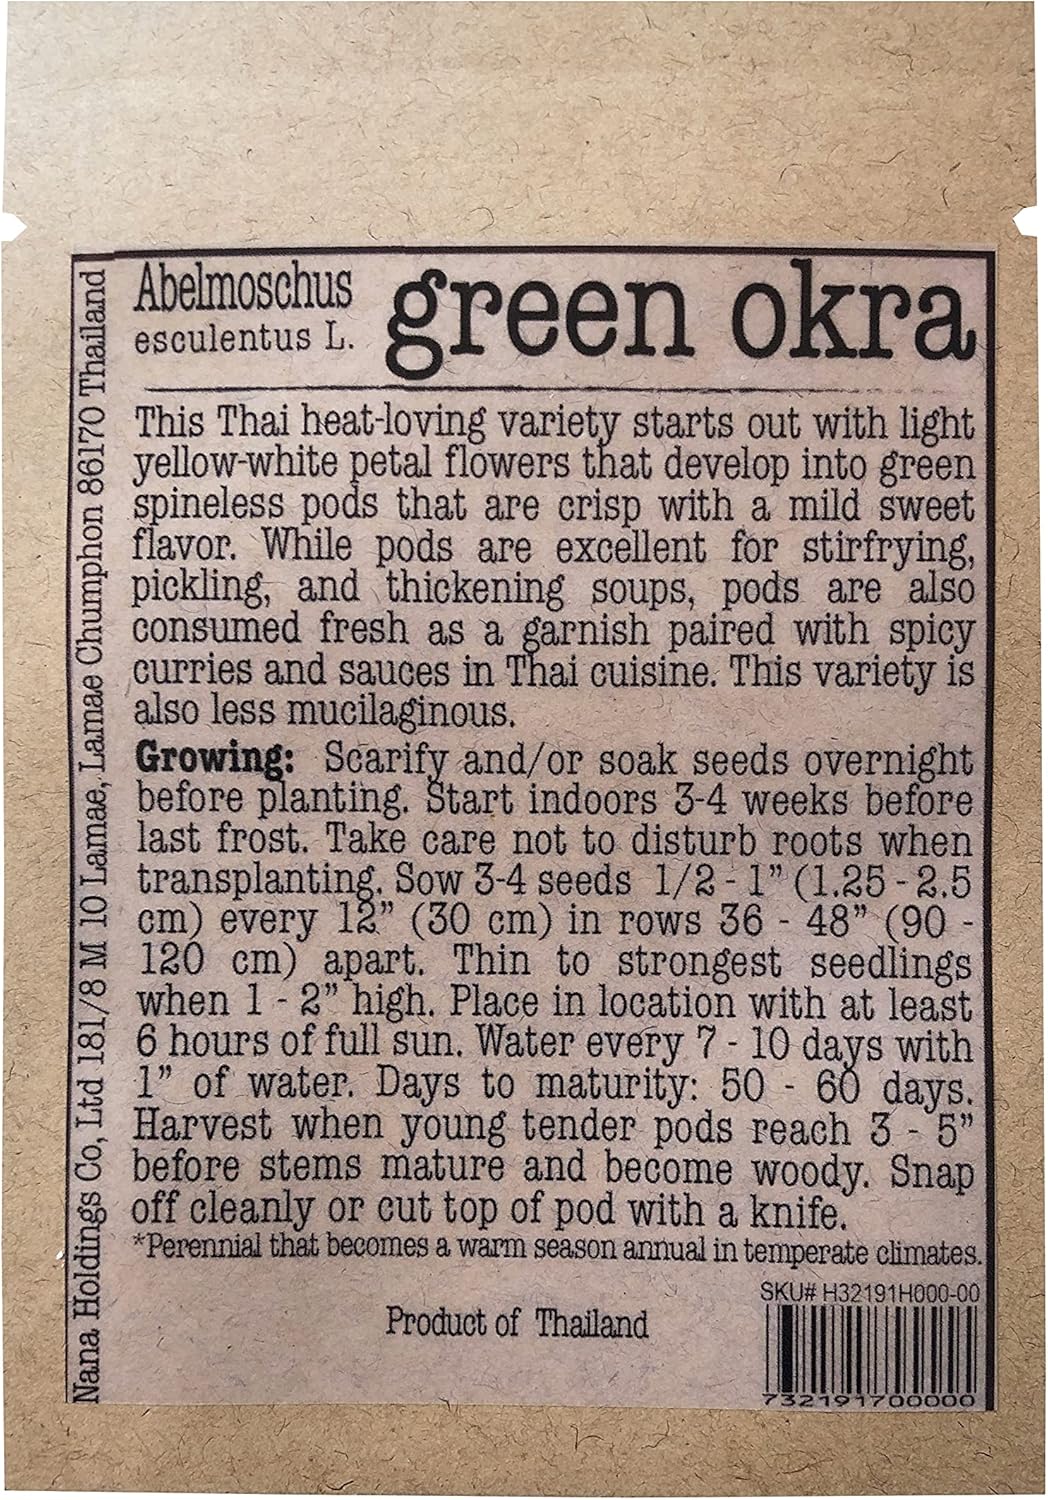 Abelmoschus
esculentus L.
green okra
This Thai heat-loving variety starts out with light
yellow-white petal flowers that develop into green
spineless pods that are crisp with a mild sweet
flavor. While pods are excellent for stirfrying,
pickling, and thickening soups, pods are also
consumed fresh as a garnish paired with spicy
curries and sauces in Thai cuisine. This variety is
also less mucilaginous.
Growing: Scarify and/or soak seeds overnight
before planting. Start indoors 3-4 weeks before
last frost. Take care not to disturb roots when
transplanting. Sow 3-4 seeds 1/2 - 1” (1.25 - 2.5
cm) every 12” (30 cm) in rows 36 - 48” (90 -
120 cm) apart. Thin to strongest seedlings
when 1 - 2” high. Place in location with at least
6 hours of full sun. Water every 7 - 10 days with
1” of water. Days to maturity: 50 - 60 days.
Harvest when young tender pods reach 3 - 5”
before stems mature and become woody. Snap
off cleanly or cut top of pod with a knife.
*Perennial that becomes a warm season annual in temperate climates.
Product of Thailand
SKU# H32191H000-00
732191700000
Nana Holdings Co, Ltd 181/8 M 10 Lamae, Lamae Chumphon 86170 Thailand